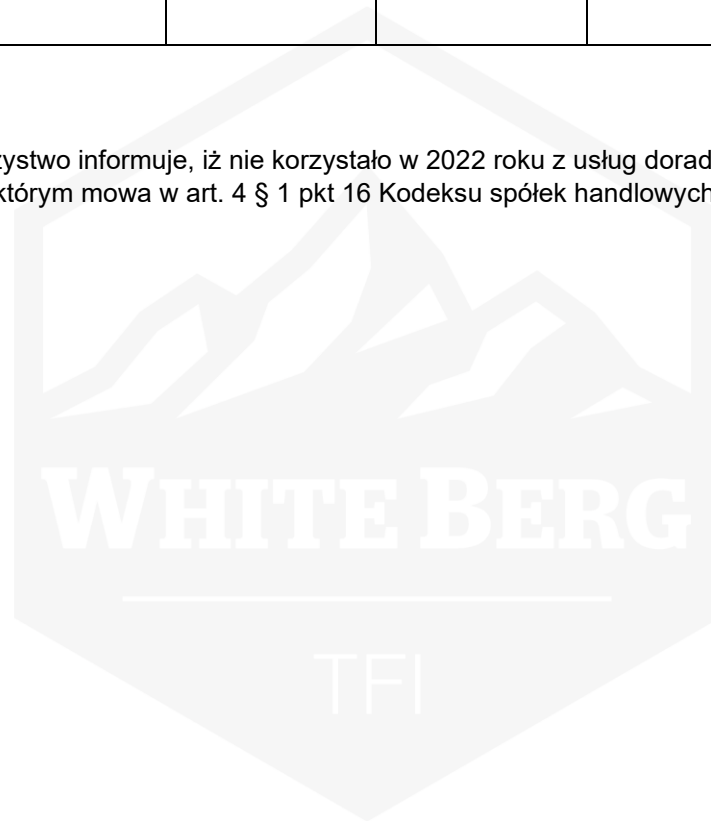 zystwo informuje, iż nie korzystało w 2022 roku z usług dorad
którym mowa w art. 4 § 1 pkt 16 Kodeksu spółek handlowych
WHITE BERG
TFI